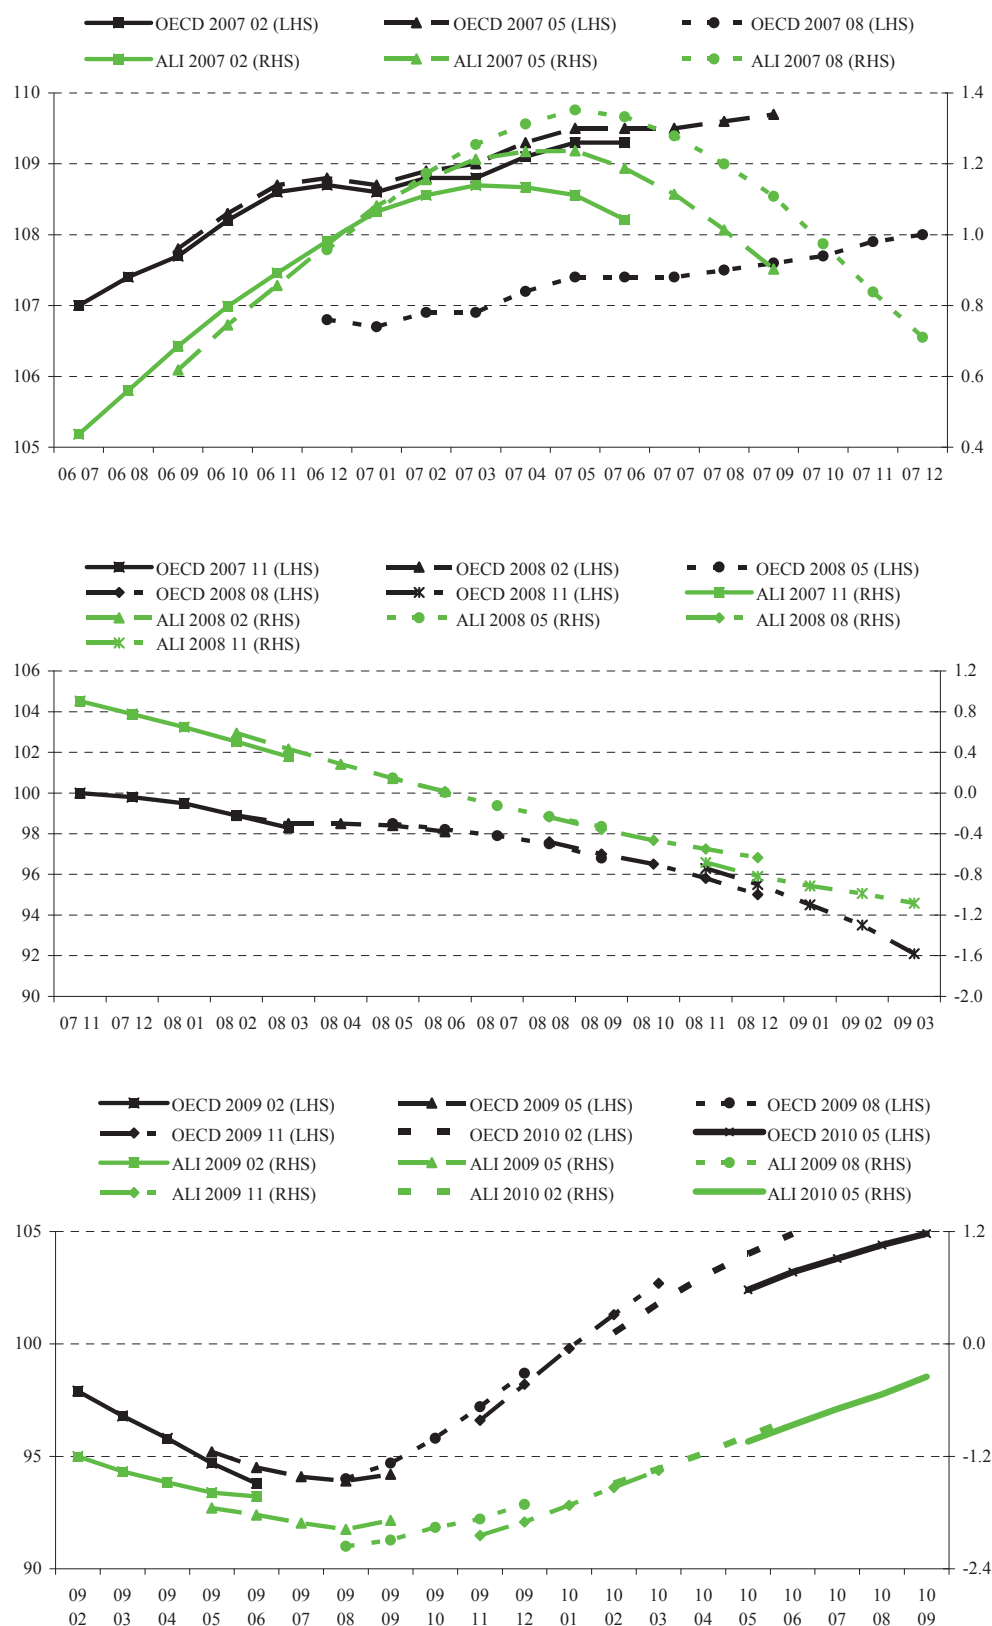 OECD 2007 02 (LHS) OECD 2007 05 (LHS) OECD 2007 08 (LHS)
ALI 2007 02 (RHS) ALI 2007 05 (RHS) ALI 2007 08 (RHS)
110 1.4
109 1.2
108 1.0
107 0.8
106 0.6
105 0.4
06 07 06 08 06 09 06 10 06 11 06 12 07 01 07 02 07 03 07 04 07 05 07 06 07 07 07 08 07 09 07 10 07 11 07 12
OECD 2007 11 (LHS) OECD 2008 02 (LHS) OECD 2008 05 (LHS)
OECD 2008 08 (LHS) OECD 2008 11 (LHS) ALI 2007 11 (RHS)
ALI 2008 02 (RHS) ALI 2008 05 (RHS) ALI 2008 08 (RHS)
ALI 2008 11 (RHS)
106 1.2
104 0.8
102 0.4
100 0.0
98 -0.4
96 -0.8
94 -1.2
92 -1.6
90 -2.0
07 11 07 12 08 01 08 02 08 03 08 04 08 05 08 06 08 07 08 08 08 09 08 10 08 11 08 12 09 01 09 02 09 03
OECD 2009 02 (LHS) OECD 2009 05 (LHS) OECD 2009 08 (LHS)
OECD 2009 11 (LHS) OECD 2010 02 (LHS) OECD 2010 05 (LHS)
ALI 2009 02 (RHS) ALI 2009 05 (RHS) ALI 2009 08 (RHS)
ALI 2009 11 (RHS) ALI 2010 02 (RHS) ALI 2010 05 (RHS)
105 1.2
100 0.0
95 -1.2
90 -2.4
09 09 09 09 09 09 09 09 09 09 09 10 10 10 10 10 10 10 10 10
02 03 04 05 06 07 08 09 10 11 12 01 02 03 04 05 06 07 08 09